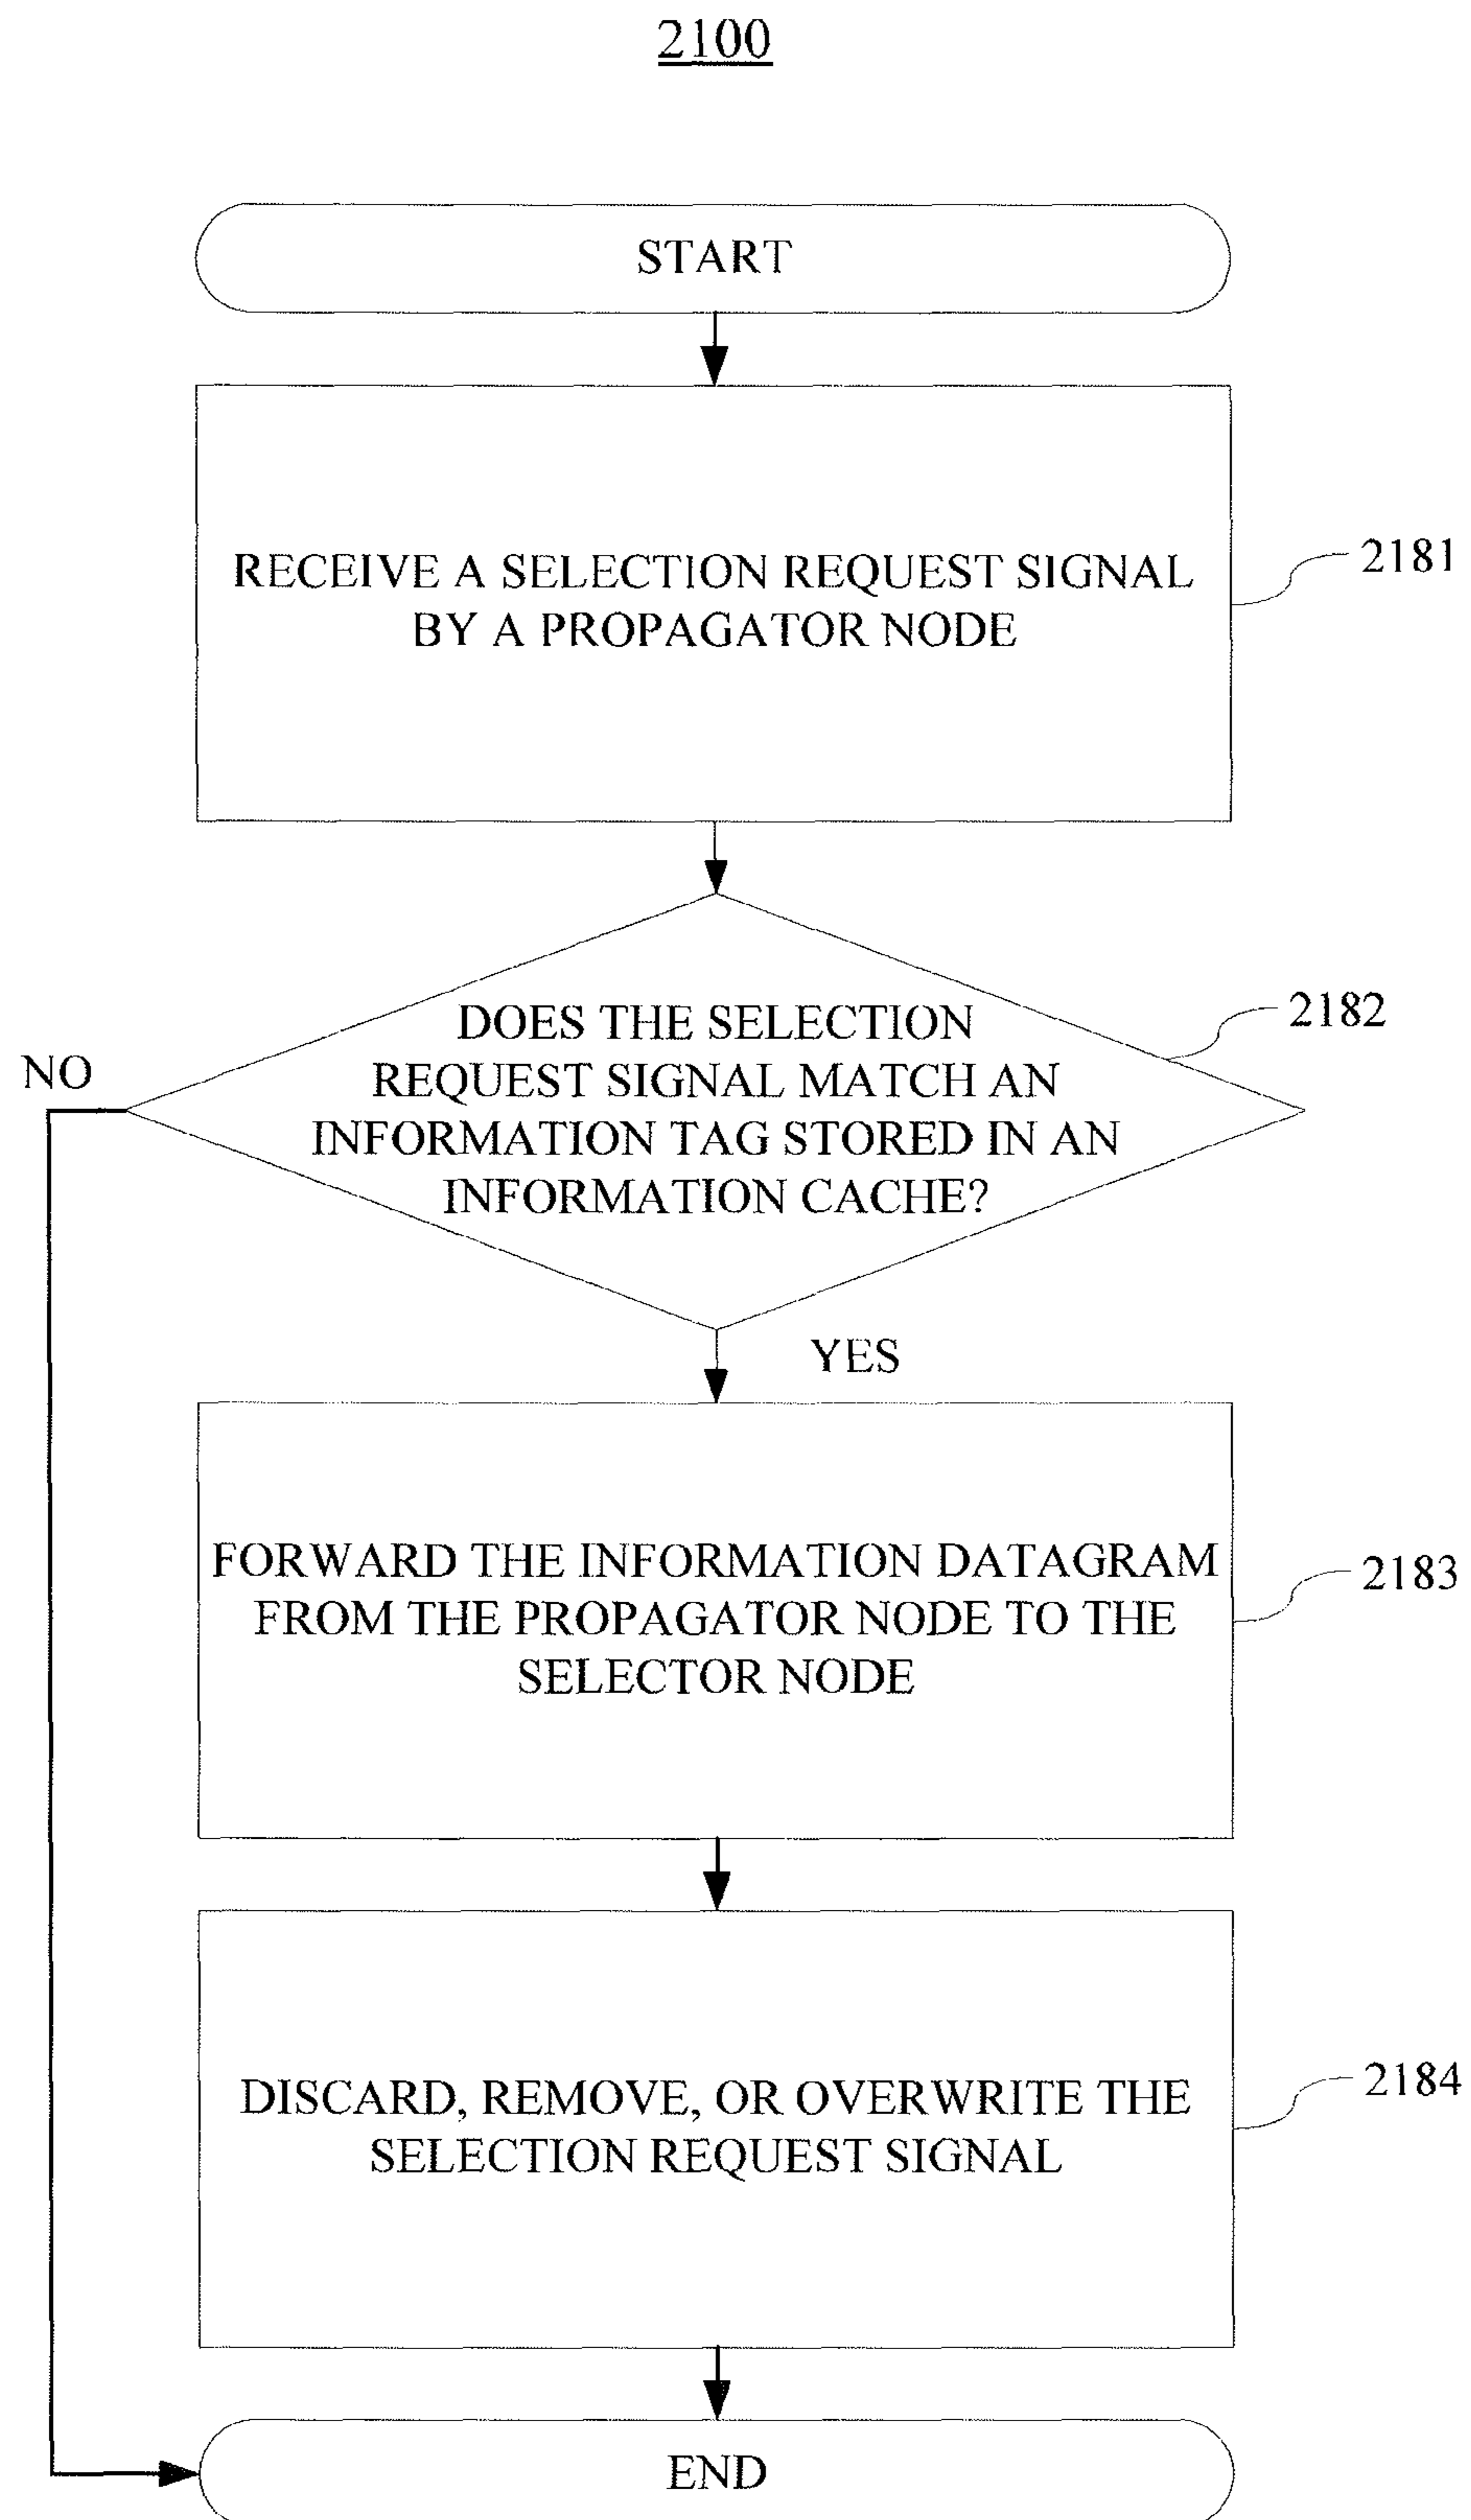 2100
START
RECEIVE A SELECTION REQUEST SIGNAL
BY A PROPAGATOR NODE
2181
DOES THE SELECTION
REQUEST SIGNAL MATCH AN
INFORMATION TAG STORED IN AN
INFORMATION CACHE?
2182
NO
YES
FORWARD THE INFORMATION DATAGRAM
FROM THE PROPAGATOR NODE TO THE
SELECTOR NODE
2183
DISCARD, REMOVE, OR OVERWRITE THE
SELECTION REQUEST SIGNAL
2184
END